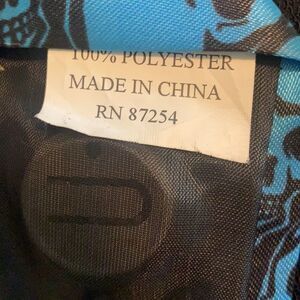 100% POLYESTER
MADE IN CHINA
RN 87254